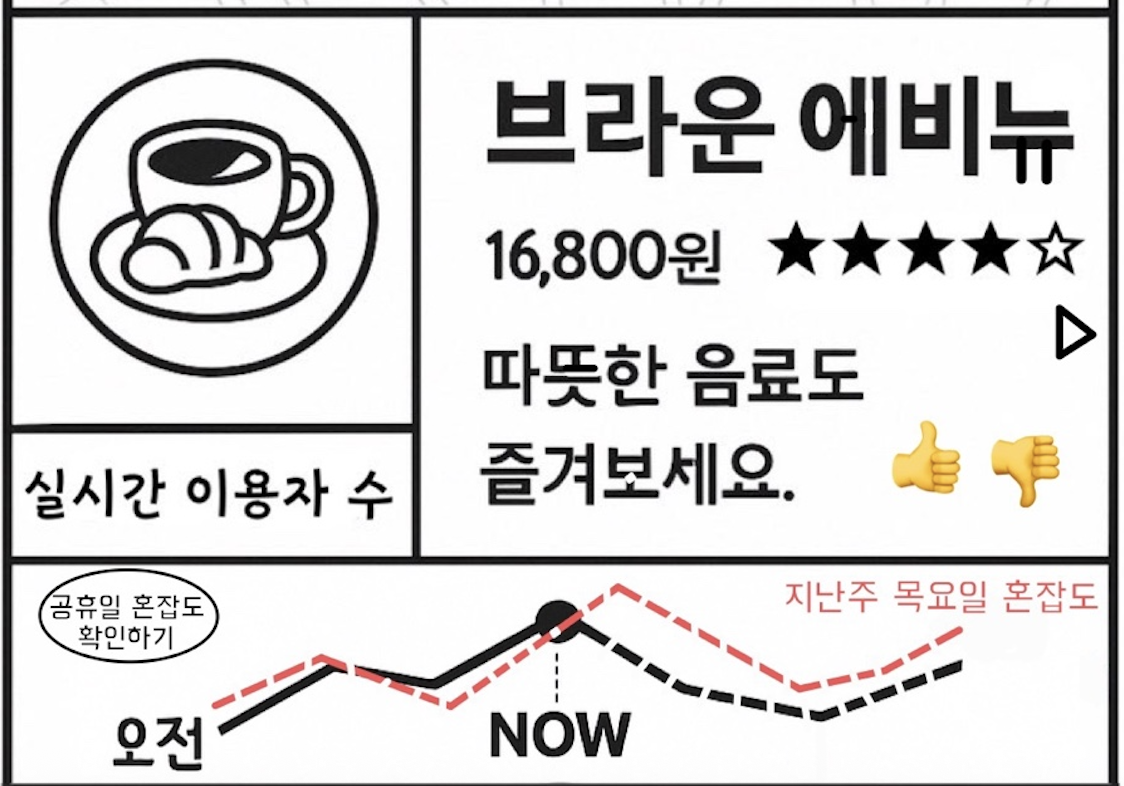 브라운 에비뉴
16,800원 ★★★★☆
따뜻한 음료도
즐겨보세요.
실시간 이용자 수
공휴일 혼잡도
확인하기
지난주 목요일 혼잡도
오전
NOW